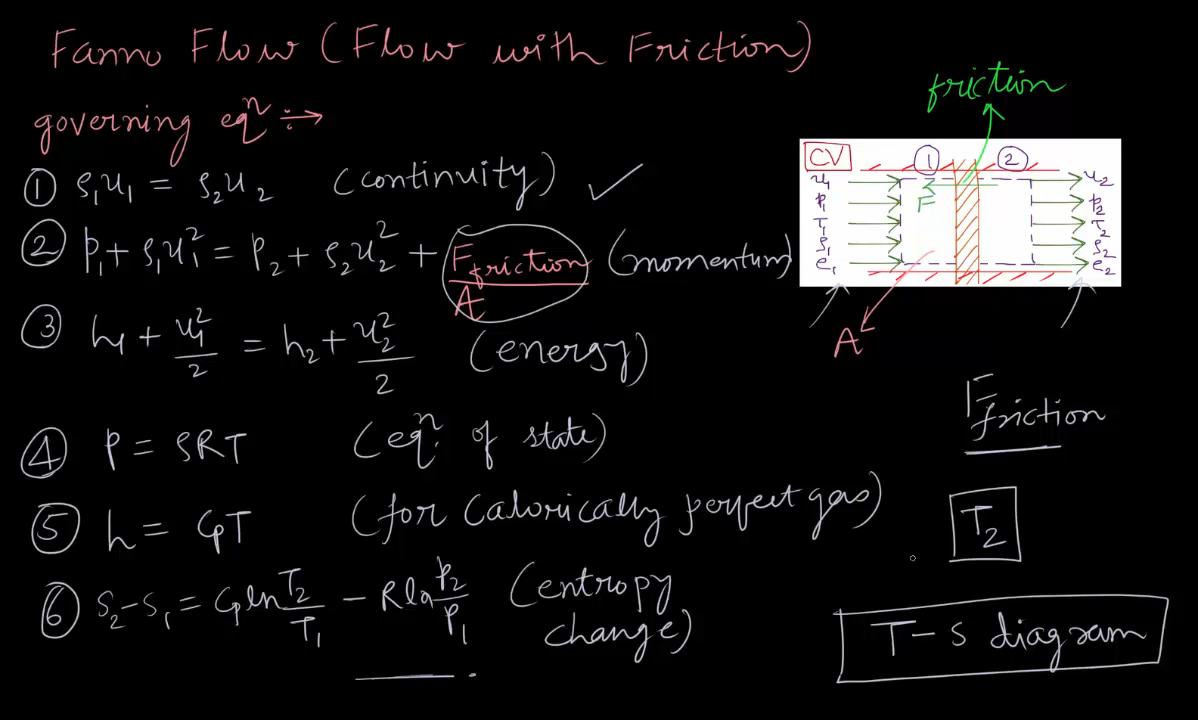 Fanno Flow (Flow with Friction)
governing eqⁿ ÷→
① ρ₁u₁ = ρ₂u₂ (continuity) ✓
② p₁ + ρ₁u₁² = p₂ + ρ₂u₂² + F_friction/A (momentum)
③ h₁ + u₁²/2 = h₂ + u₂²/2 (energy)
④ p = ρRT (eqⁿ. of state)
⑤ h = CpT (for Calorically perfect gas)
⑥ s₂-s₁ = Cp ln T₂/T₁ - R ln p₂/p₁ (entropy change)
friction
CV ① ②
u₁ u₂
p₁ F p₂
T₁ T₂
ρ₁ ρ₂
e₁ e₂
A
F_friction
T₂
T-s diagram